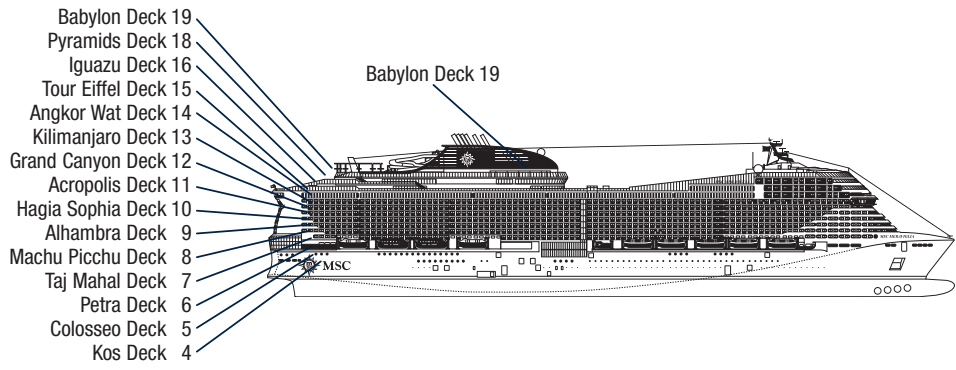 Babylon Deck 19
Pyramids Deck 18
Iguazu Deck 16
Tour Eiffel Deck 15
Angkor Wat Deck 14
Kilimanjaro Deck 13
Grand Canyon Deck 12
Acropolis Deck 11
Hagia Sophia Deck 10
Alhambra Deck 9
Machu Picchu Deck 8
Taj Mahal Deck 7
Petra Deck 6
Colosseo Deck 5
Kos Deck 4
Babylon Deck 19
MSC